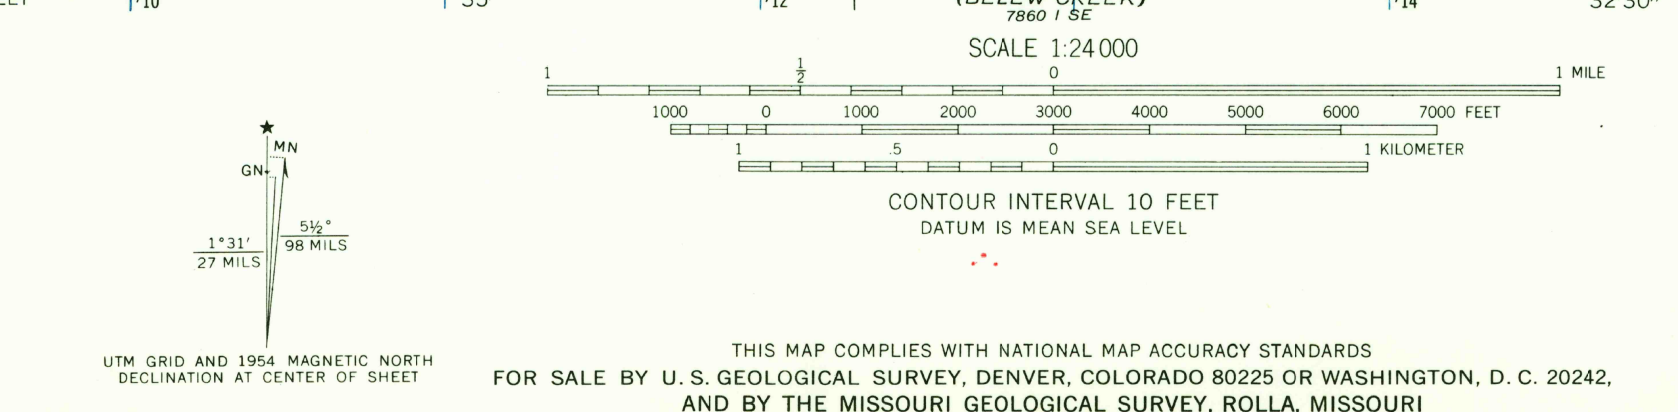 '10 '12 '14
7860 I SE
SCALE 1:24 000
1 1/2 0 1 MILE
1000 0 1000 2000 3000 4000 5000 6000 7000 FEET
1 .5 0 1 KILOMETER
CONTOUR INTERVAL 10 FEET
DATUM IS MEAN SEA LEVEL
★
MN
GN
5½°
98 MILS
1°31′
27 MILS
UTM GRID AND 1954 MAGNETIC NORTH
DECLINATION AT CENTER OF SHEET
THIS MAP COMPLIES WITH NATIONAL MAP ACCURACY STANDARDS
FOR SALE BY U. S. GEOLOGICAL SURVEY, DENVER, COLORADO 80225 OR WASHINGTON, D. C. 20242,
AND BY THE MISSOURI GEOLOGICAL SURVEY, ROLLA, MISSOURI